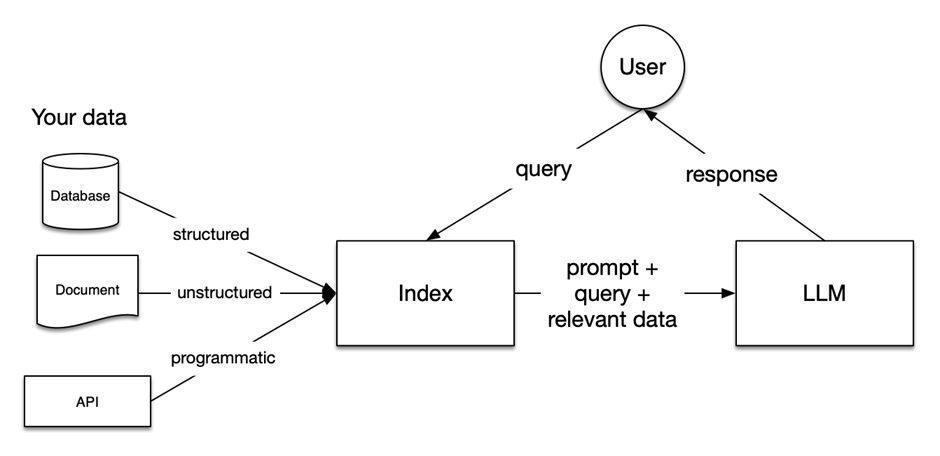 User
Your data
Database
query
response
structured
Document
unstructured
Index
prompt +
query +
relevant data
LLM
programmatic
API